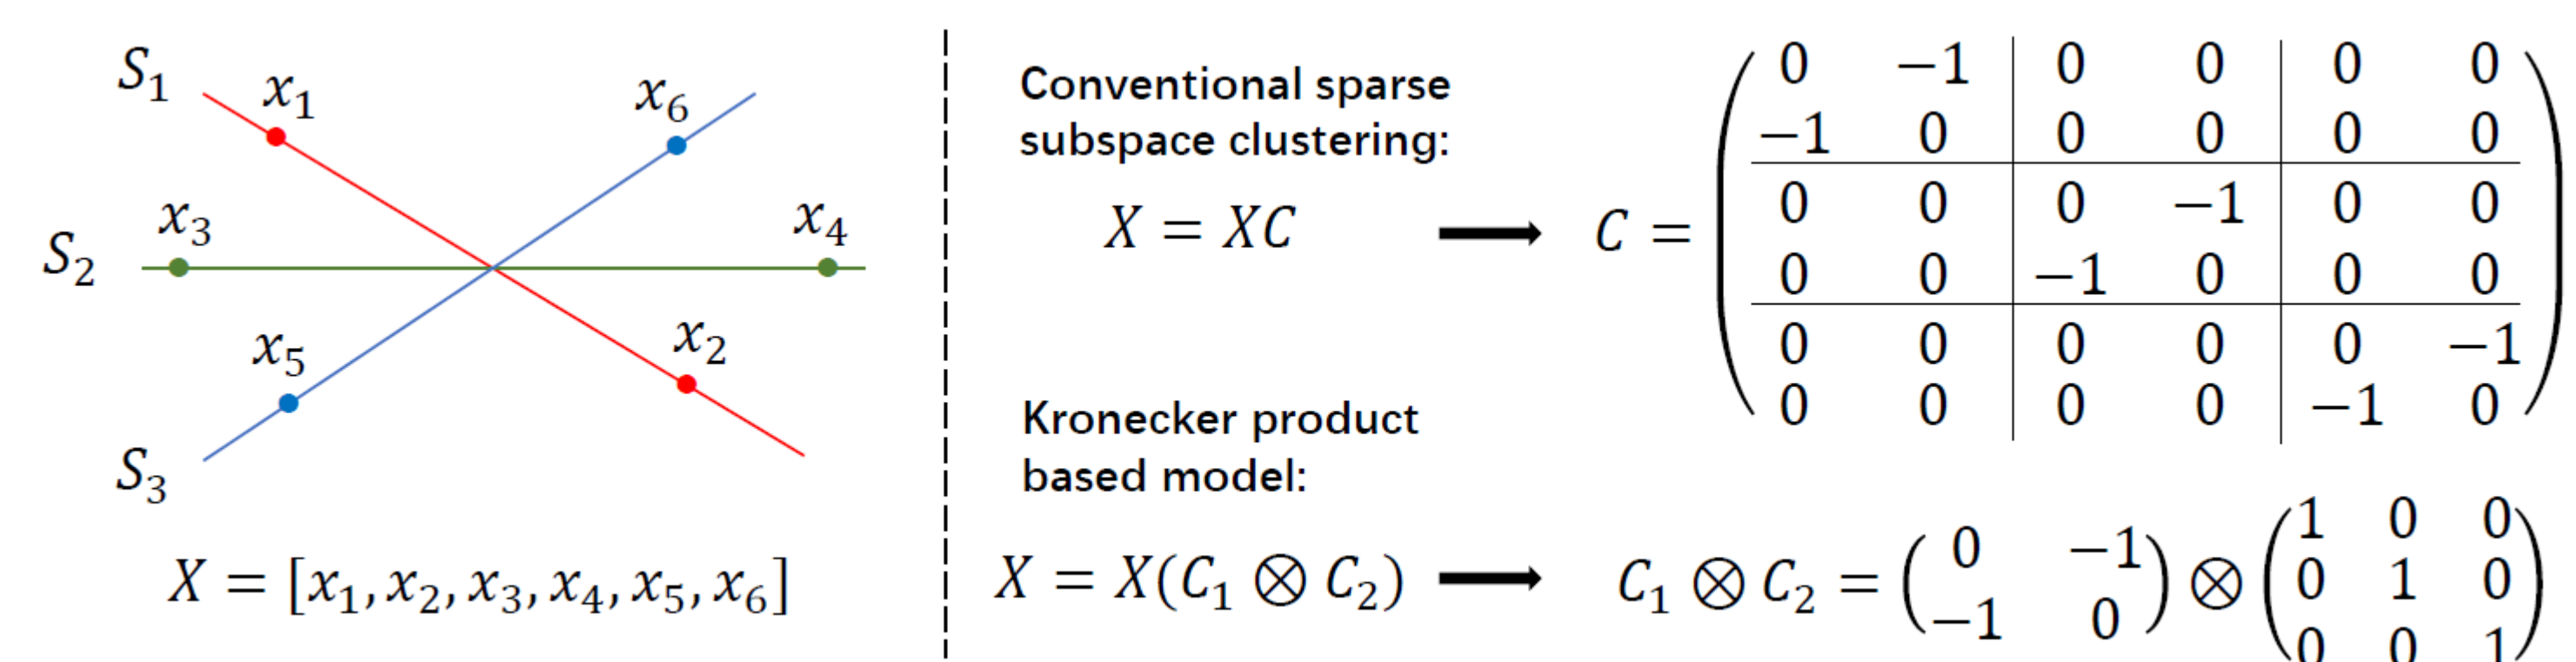 S₁
x₁
x₆
x₃
x₄
S₂
x₅
x₂
S₃
X = [x₁, x₂, x₃, x₄, x₅, x₆]
Conventional sparse
subspace clustering:
X = XC
C =
0 −1 0 0 0 0
−1 0 0 0 0 0
0 0 0 −1 0 0
0 0 −1 0 0 0
0 0 0 0 0 −1
0 0 0 0 −1 0
Kronecker product
based model:
X = X(C₁ ⊗ C₂)
C₁ ⊗ C₂ =
( 0 −1
−1 0 )
⊗
( 1 0 0
0 1 0
0 0 1 )